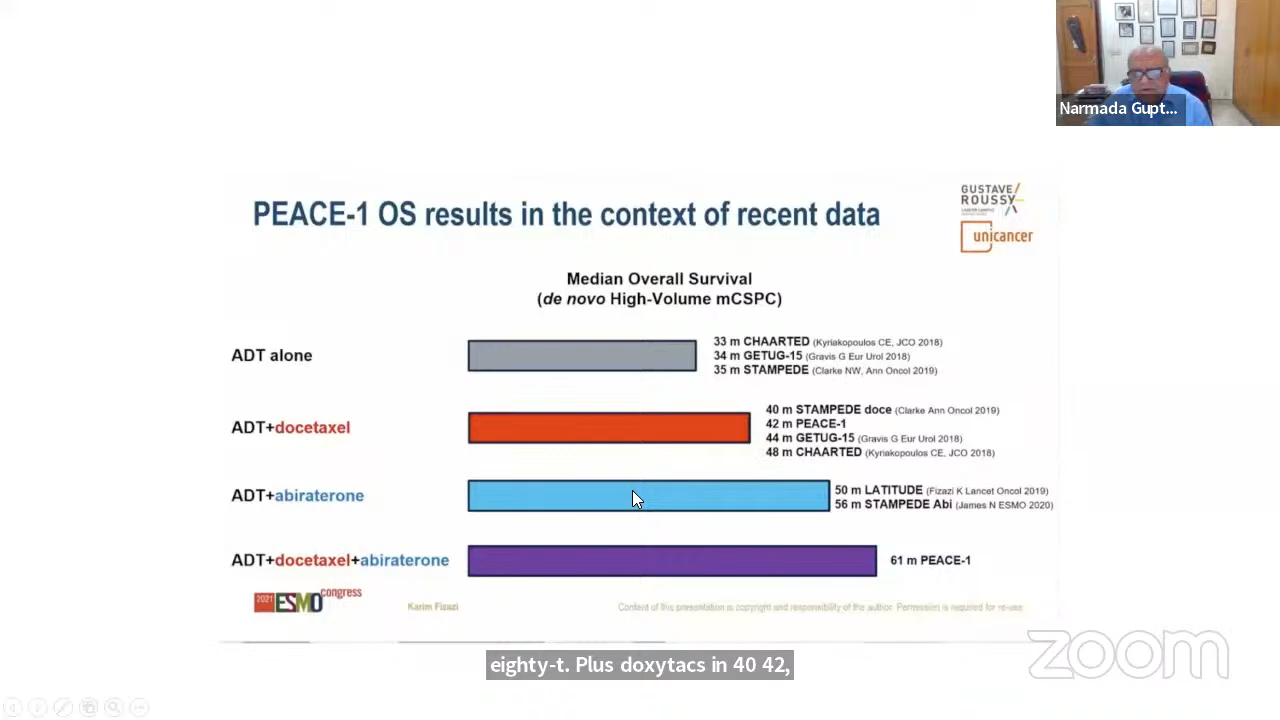 Narmada Gupt...
GUSTAVE/
ROUSSY
PEACE-1 OS results in the context of recent data
unicancer
Median Overall Survival
(de novo High-Volume mCSPC)
ADT alone
33 m CHAARTED (Kyriakopoulos CE, JCO 2018)
34 m GETUG-15 (Gravis G Eur Urol 2018)
35 m STAMPEDE (Clarke NW, Ann Oncol 2019)
ADT+docetaxel
40 m STAMPEDE doce (Clarke Ann Oncol 2019)
42 m PEACE-1
44 m GETUG-15 (Gravis G Eur Urol 2018)
48 m CHAARTED (Kyriakopoulos CE, JCO 2018)
ADT+abiraterone
50 m LATITUDE (Fizazi K Lancet Oncol 2019)
56 m STAMPEDE Abi (James N ESMO 2020)
ADT+docetaxel+abiraterone
61 m PEACE-1
2021 ESMO congress
Karim Fizazi
Content of this presentation is copyright and responsibility of the author. Permission is required for re-use.
zoom
eighty-t. Plus doxytacs in 40 42,